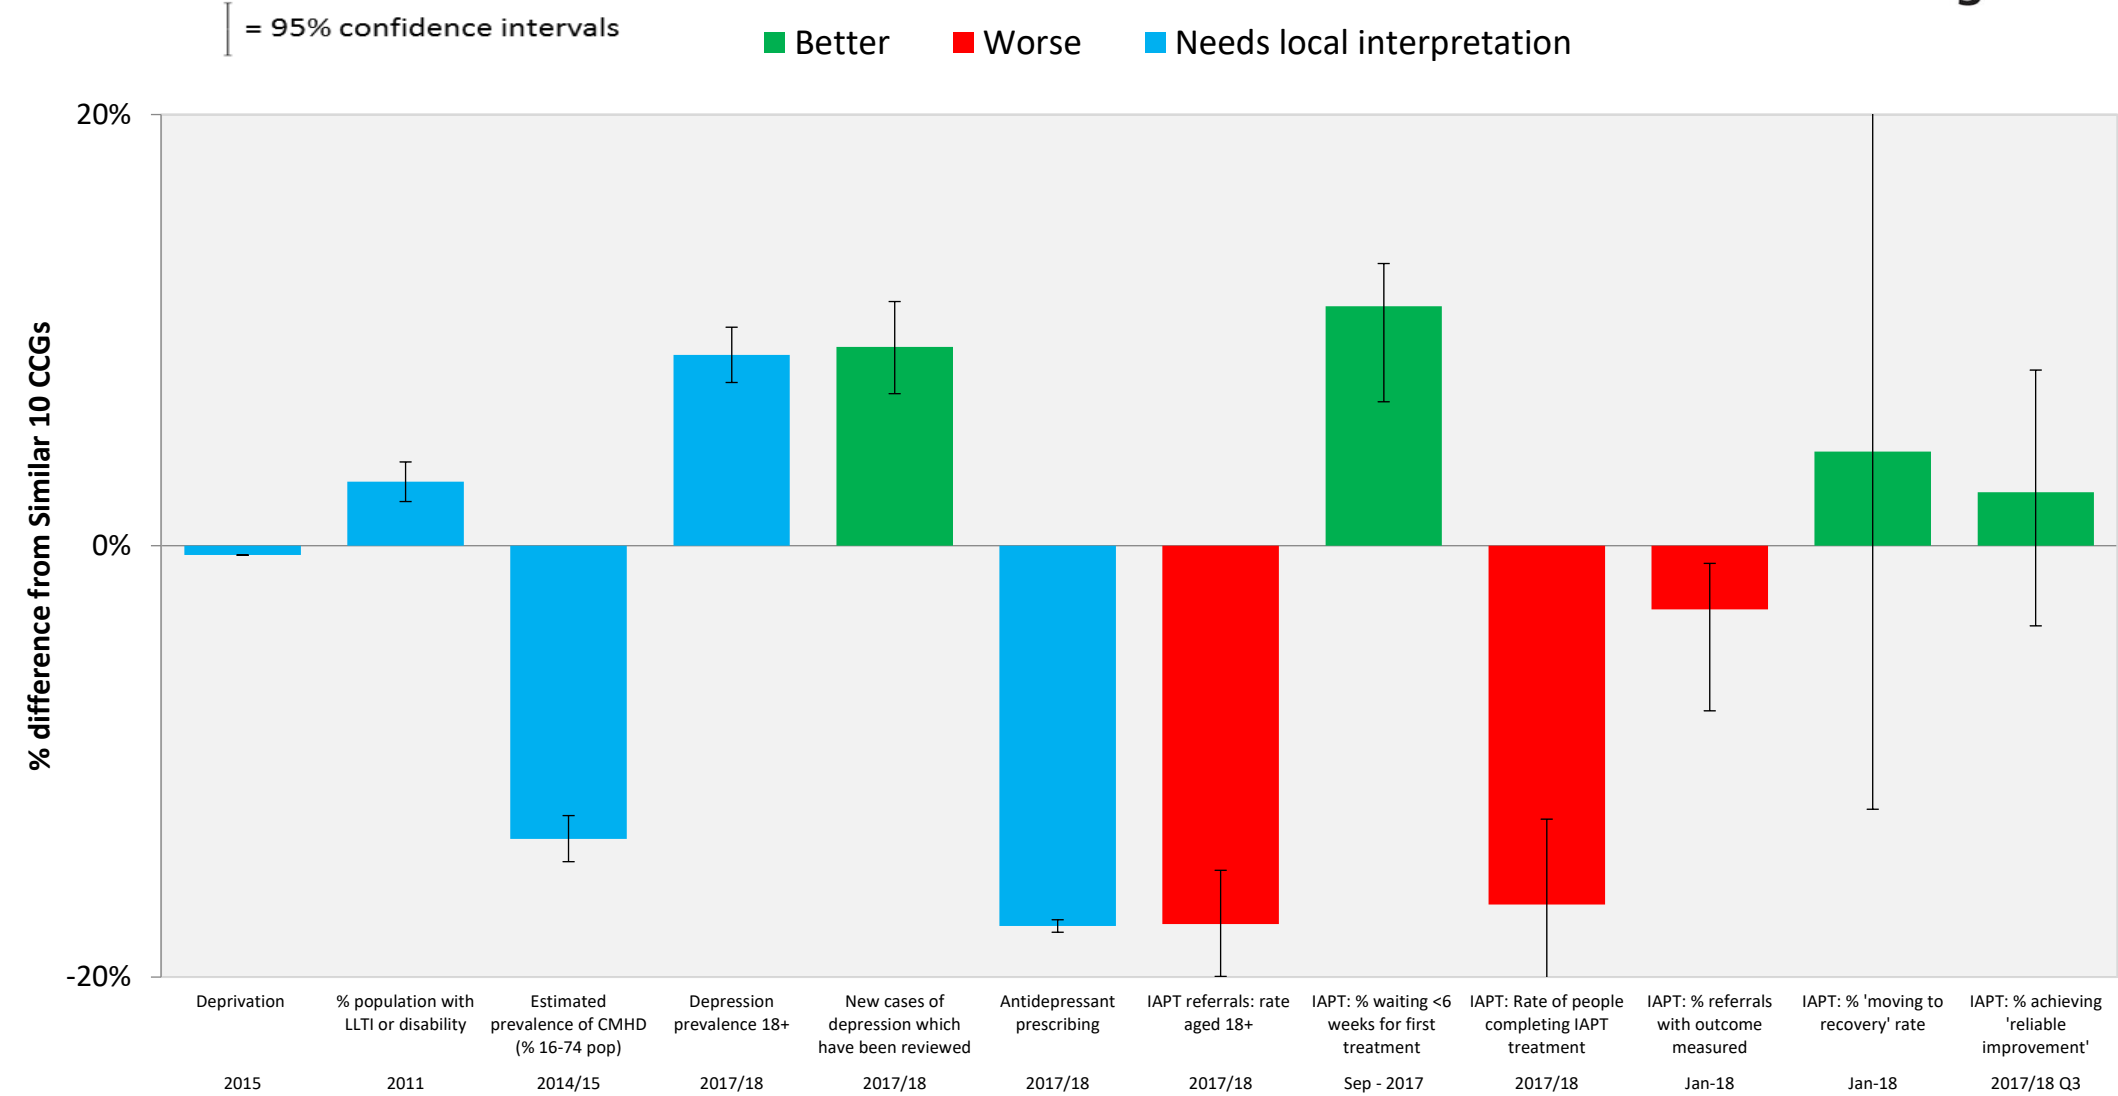 = 95% confidence intervals
Better
Worse
Needs local interpretation
20%
0%
-20%
% difference from Similar 10 CCGs
Deprivation
2015
% population with
LLTI or disability
2011
Estimated
prevalence of CMHD
(% 16-74 pop)
2014/15
Depression
prevalence 18+
2017/18
New cases of
depression which
have been reviewed
2017/18
Antidepressant
prescribing
2017/18
IAPT referrals: rate
aged 18+
2017/18
IAPT: % waiting <6
weeks for first
treatment
Sep - 2017
IAPT: Rate of people
completing IAPT
treatment
2017/18
IAPT: % referrals
with outcome
measured
Jan-18
IAPT: % 'moving to
recovery' rate
Jan-18
IAPT: % achieving
'reliable
improvement'
2017/18 Q3